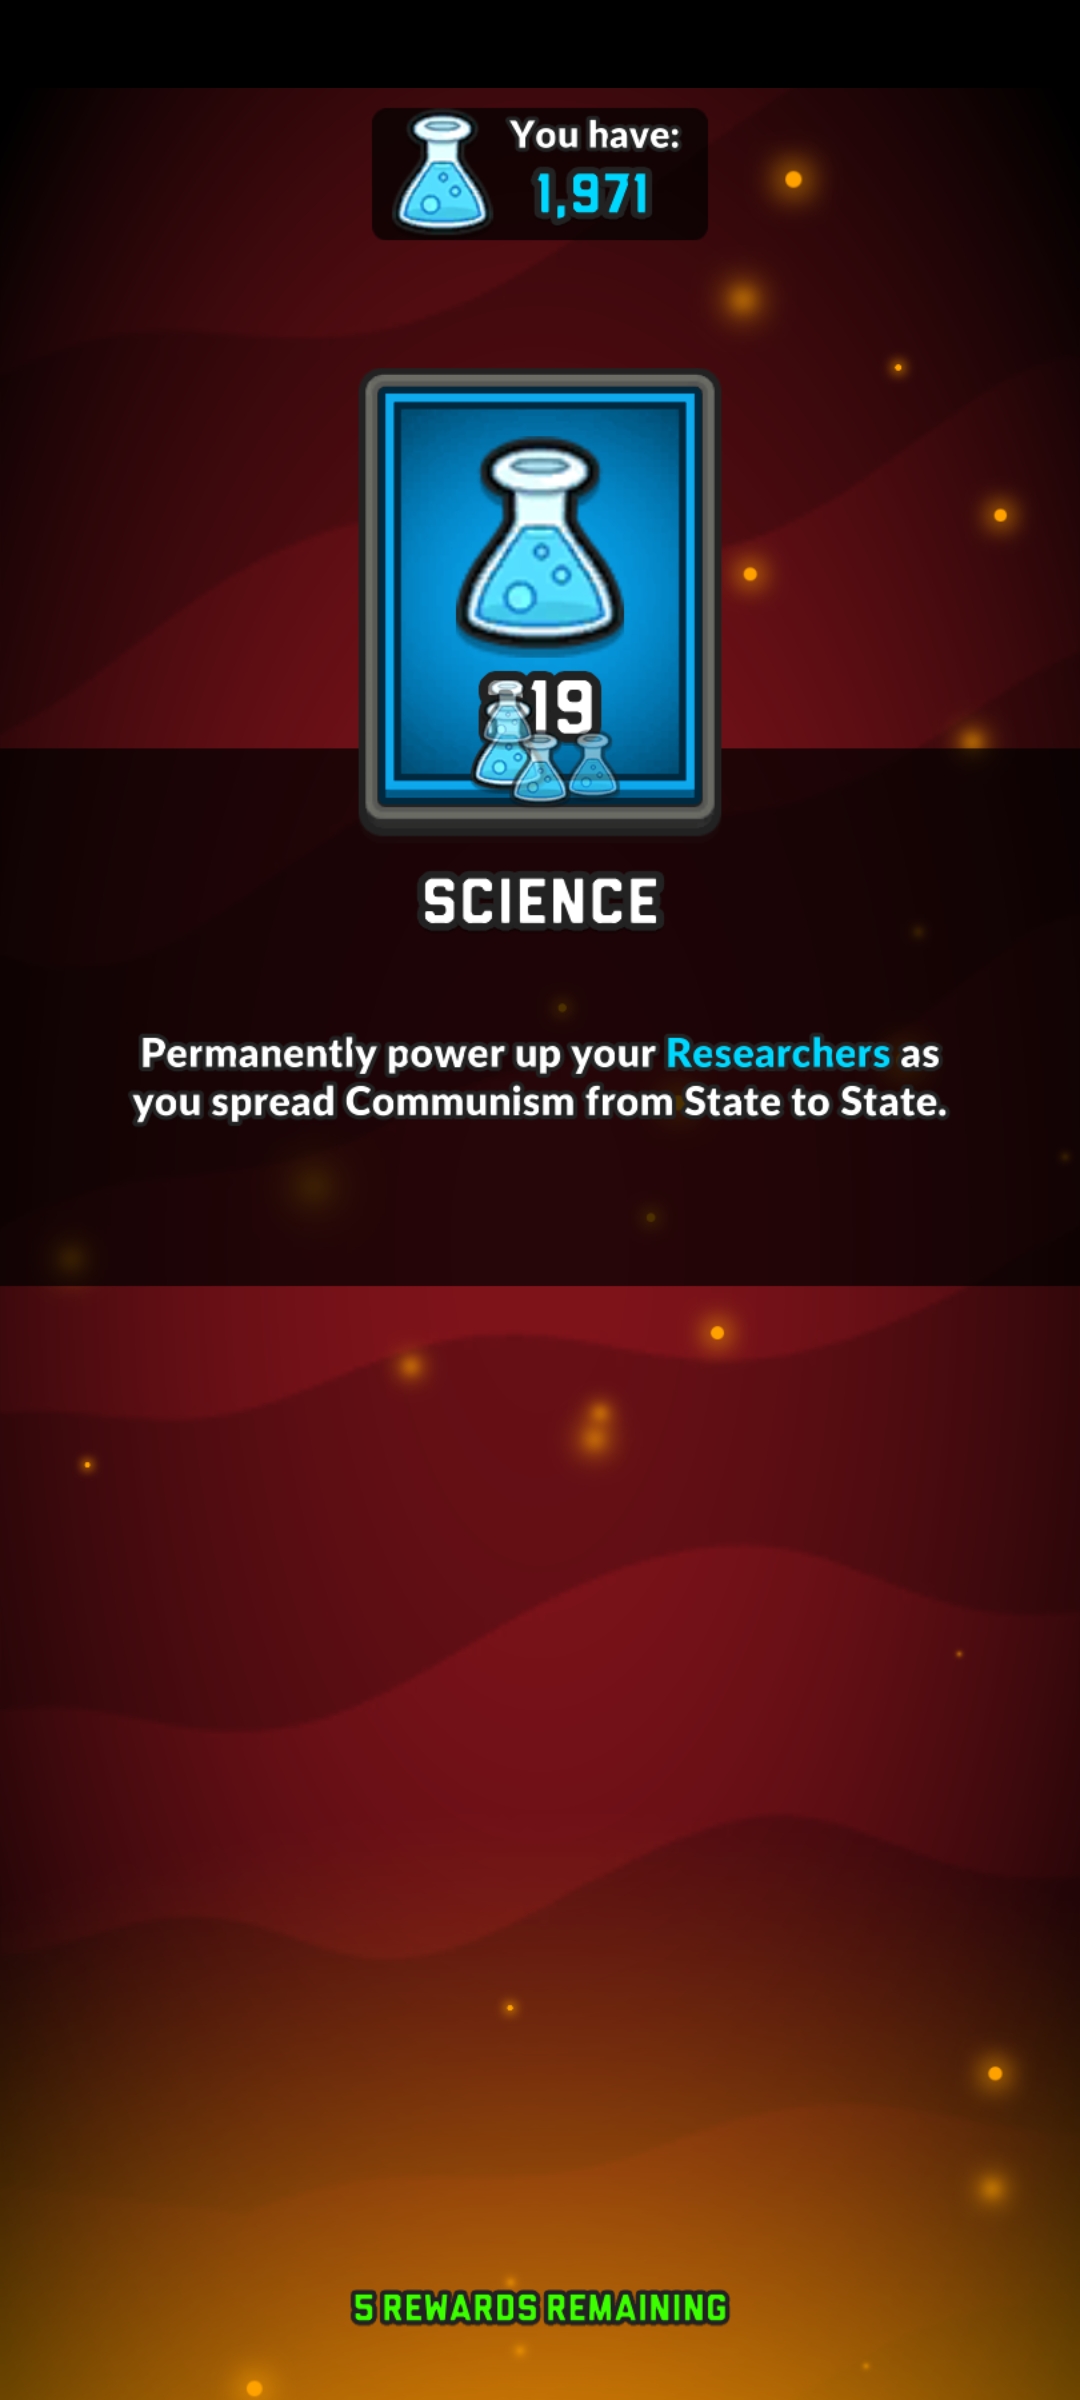 You have:
1,971
SCIENCE
Permanently power up your Researchers as
you spread Communism from State to State.
5 REWARDS REMAINING